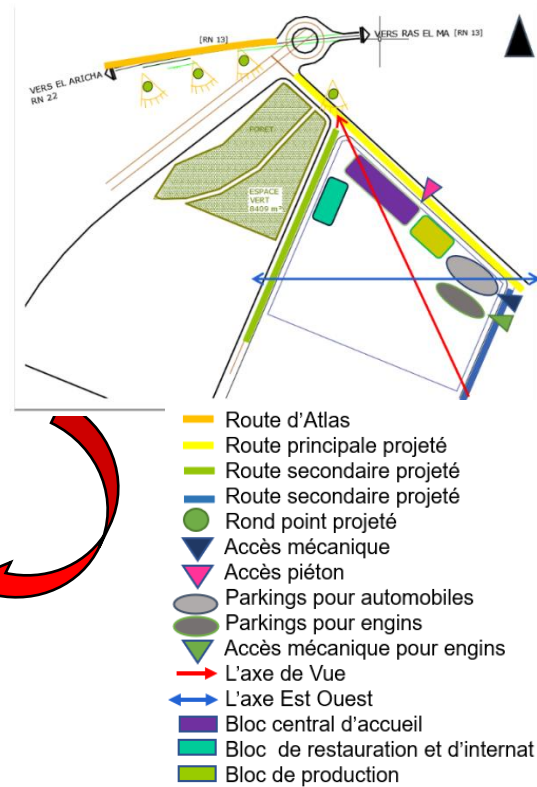 [RN 13]
VERS RAS EL MA [RN 13]
VERS EL ARICHA
RN 22
FORET
ESPACE
VERT
8409 m²
Route d'Atlas
Route principale projeté
Route secondaire projeté
Route secondaire projeté
Rond point projeté
Accès mécanique
Accès piéton
Parkings pour automobiles
Parkings pour engins
Accès mécanique pour engins
L'axe de Vue
L'axe Est Ouest
Bloc central d'accueil
Bloc de restauration et d'internat
Bloc de production